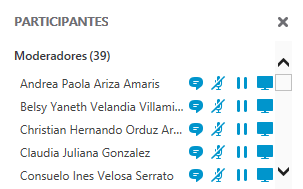 PARTICIPANTES
Moderadores (39)
Andrea Paola Ariza Amaris
Belsy Yaneth Velandia Villami...
Christian Hernando Orduz Ar...
Claudia Juliana Gonzalez
Consuelo Ines Velosa Serrato